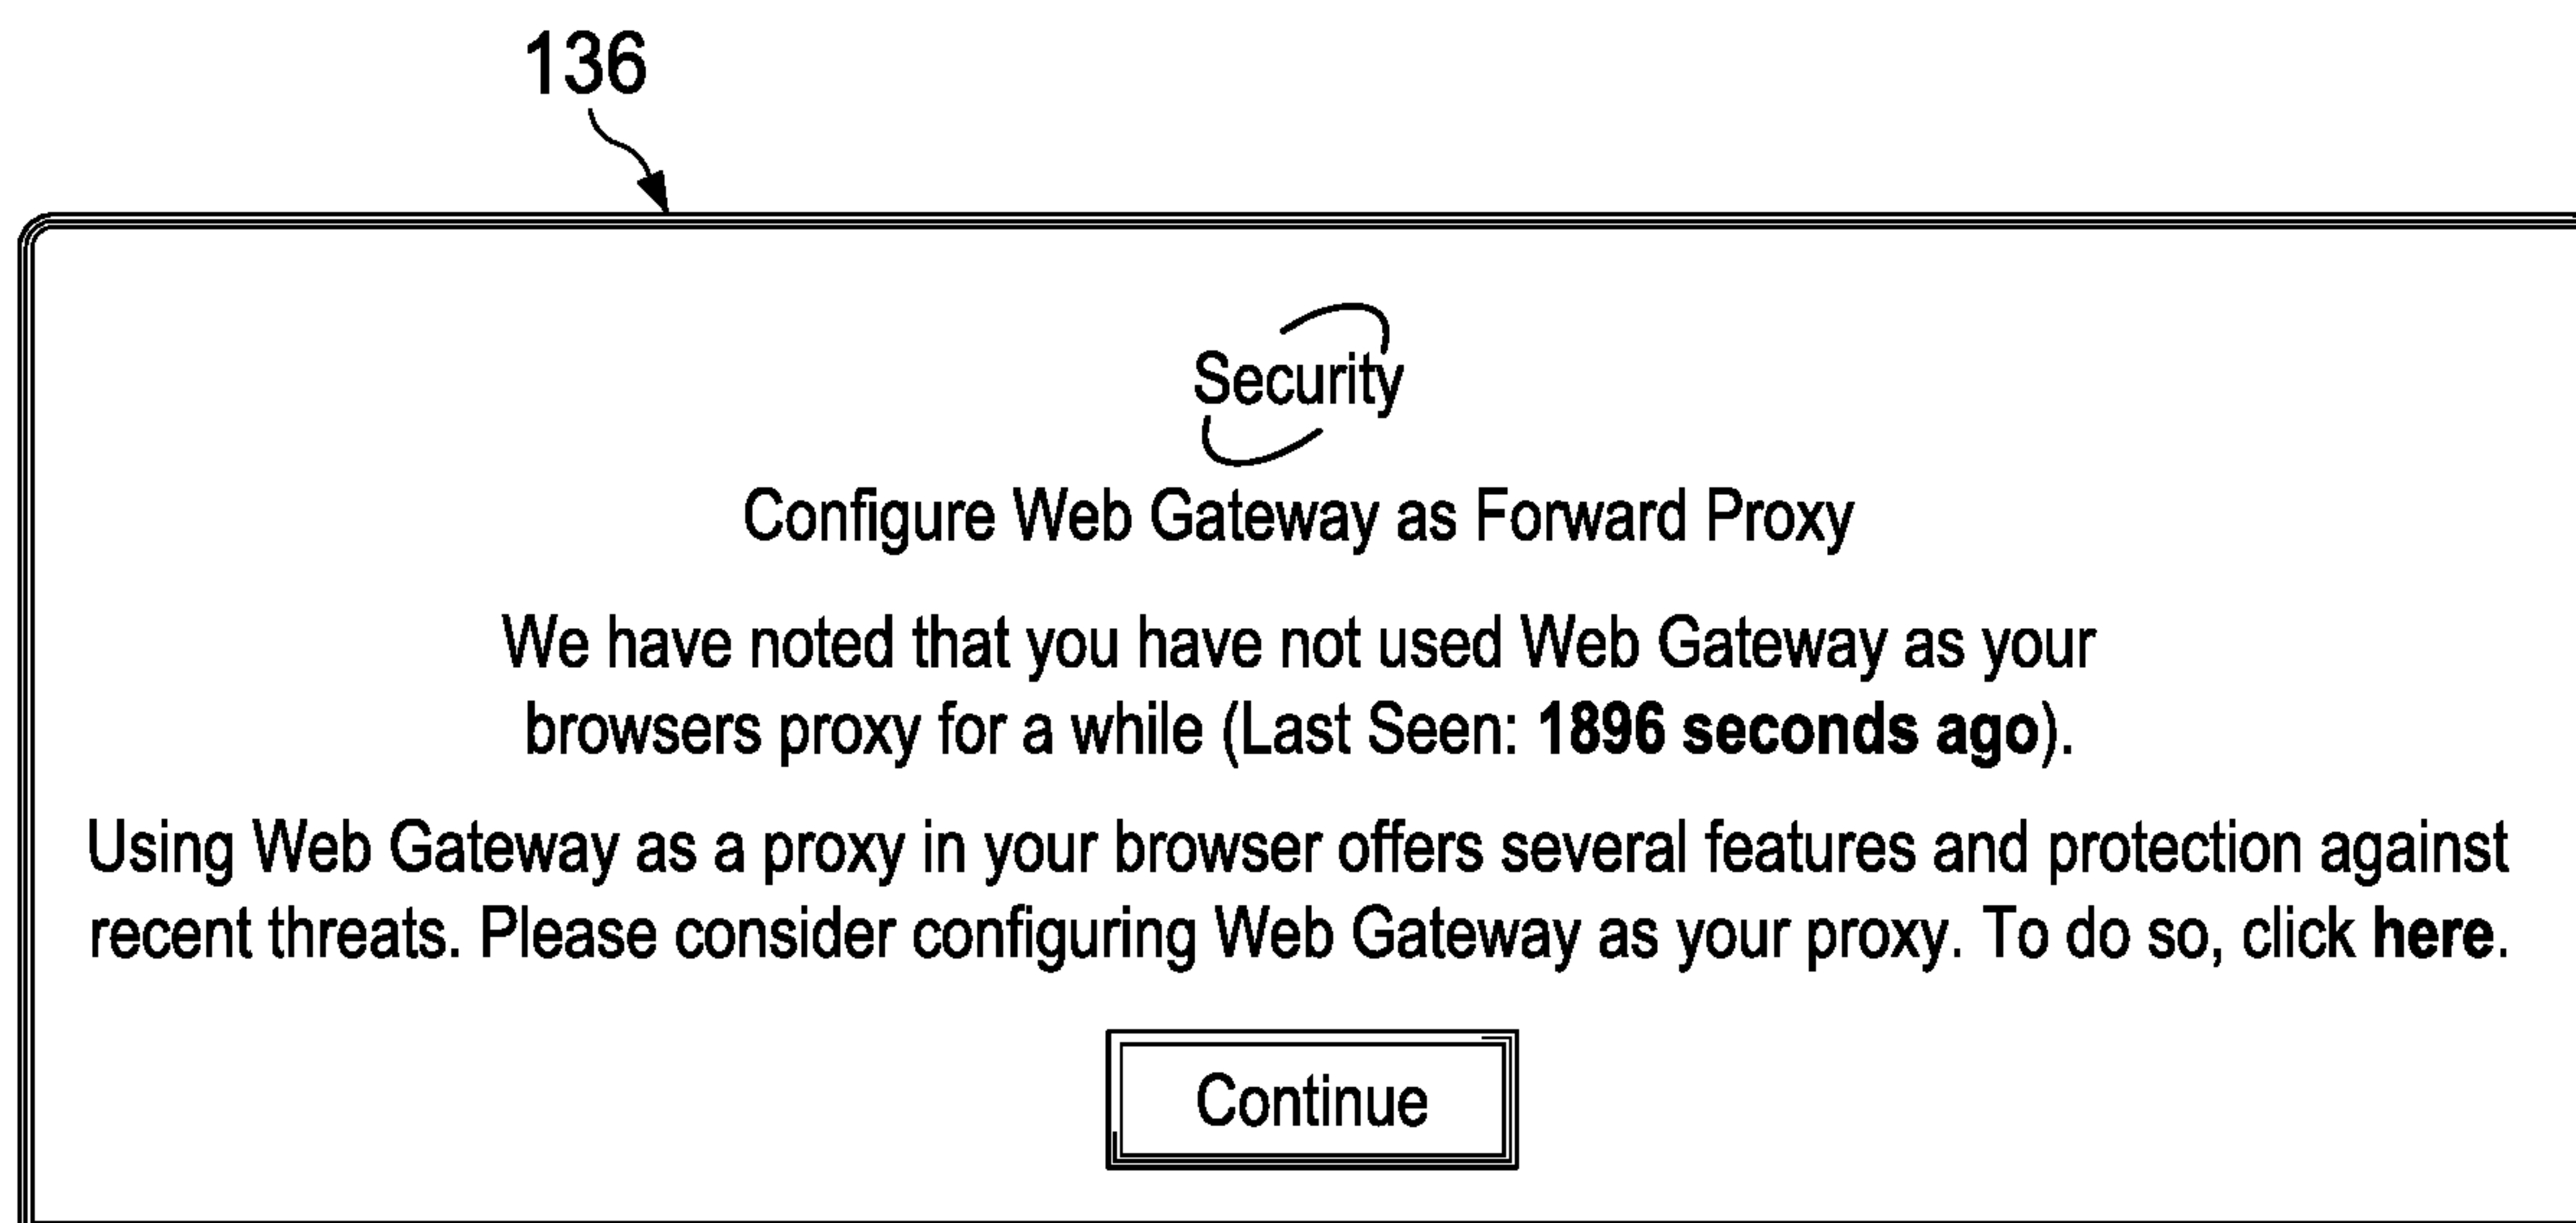 136
Security
Configure Web Gateway as Forward Proxy
We have noted that you have not used Web Gateway as your
browsers proxy for a while (Last Seen: 1896 seconds ago).
Using Web Gateway as a proxy in your browser offers several features and protection against
recent threats. Please consider configuring Web Gateway as your proxy. To do so, click here.
Continue